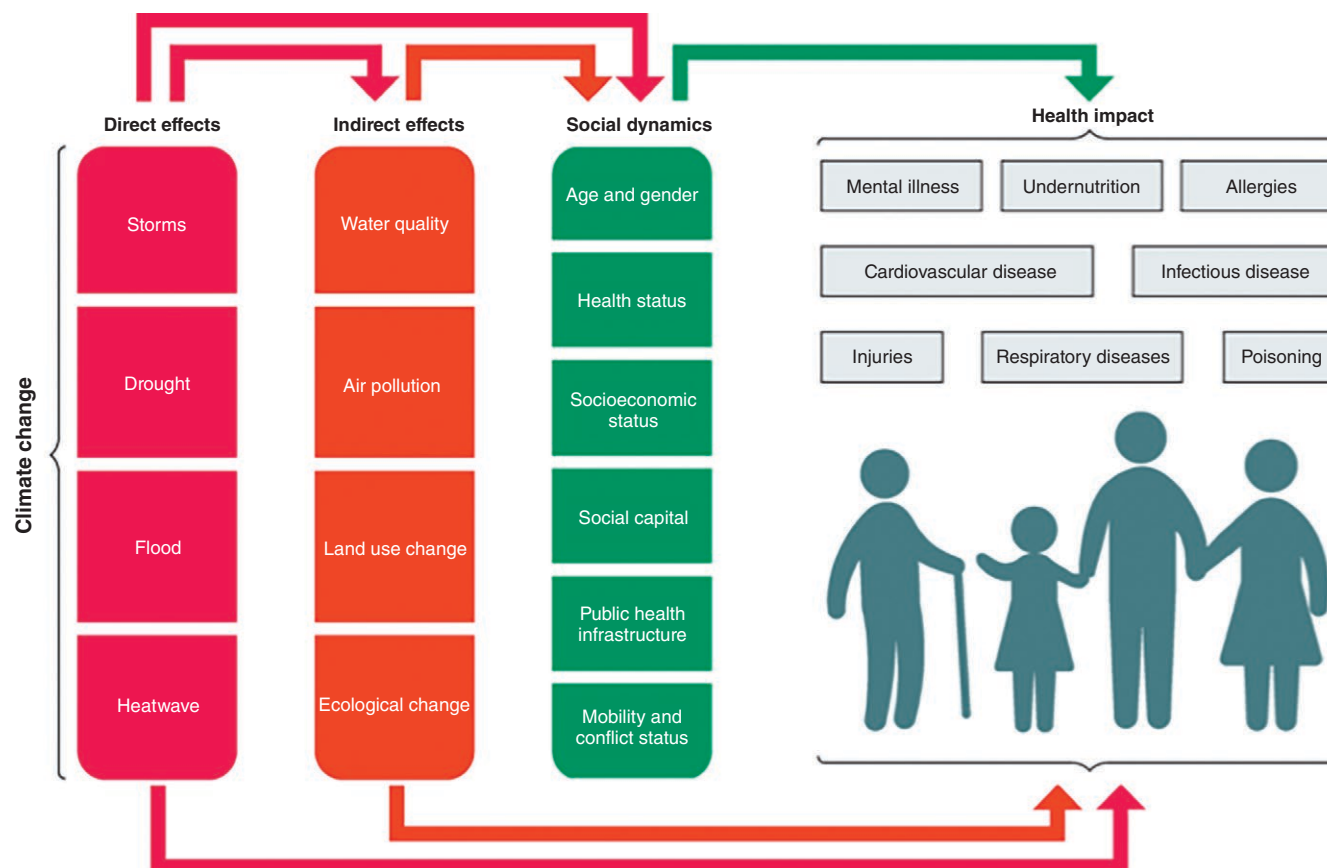 Direct effects
Indirect effects
Social dynamics
Health impact
Climate change
Storms
Drought
Flood
Heatwave
Water quality
Air pollution
Land use change
Ecological change
Age and gender
Health status
Socioeconomic
status
Social capital
Public health
infrastructure
Mobility and
conflict status
Mental illness
Undernutrition
Allergies
Cardiovascular disease
Infectious disease
Injuries
Respiratory diseases
Poisoning